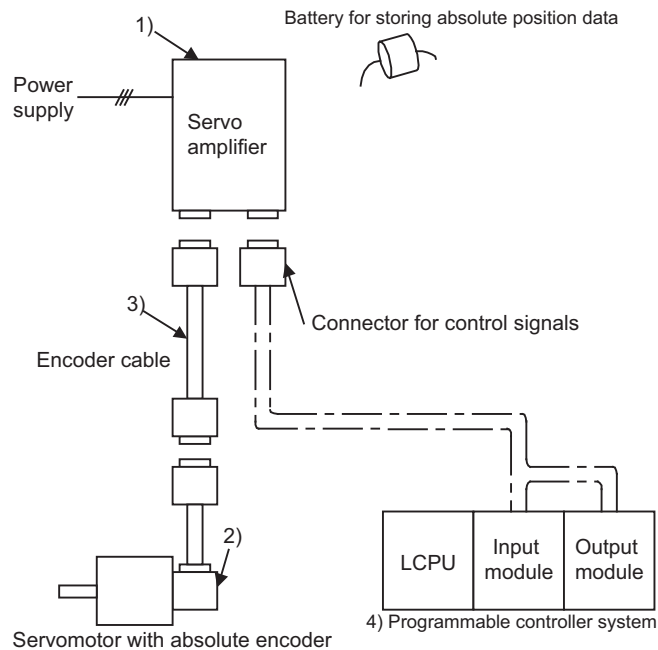 Battery for storing absolute position data
1)
Power
supply
Servo
amplifier
3)
Connector for control signals
Encoder cable
2)
LCPU
Input
module
Output
module
4) Programmable controller system
Servomotor with absolute encoder